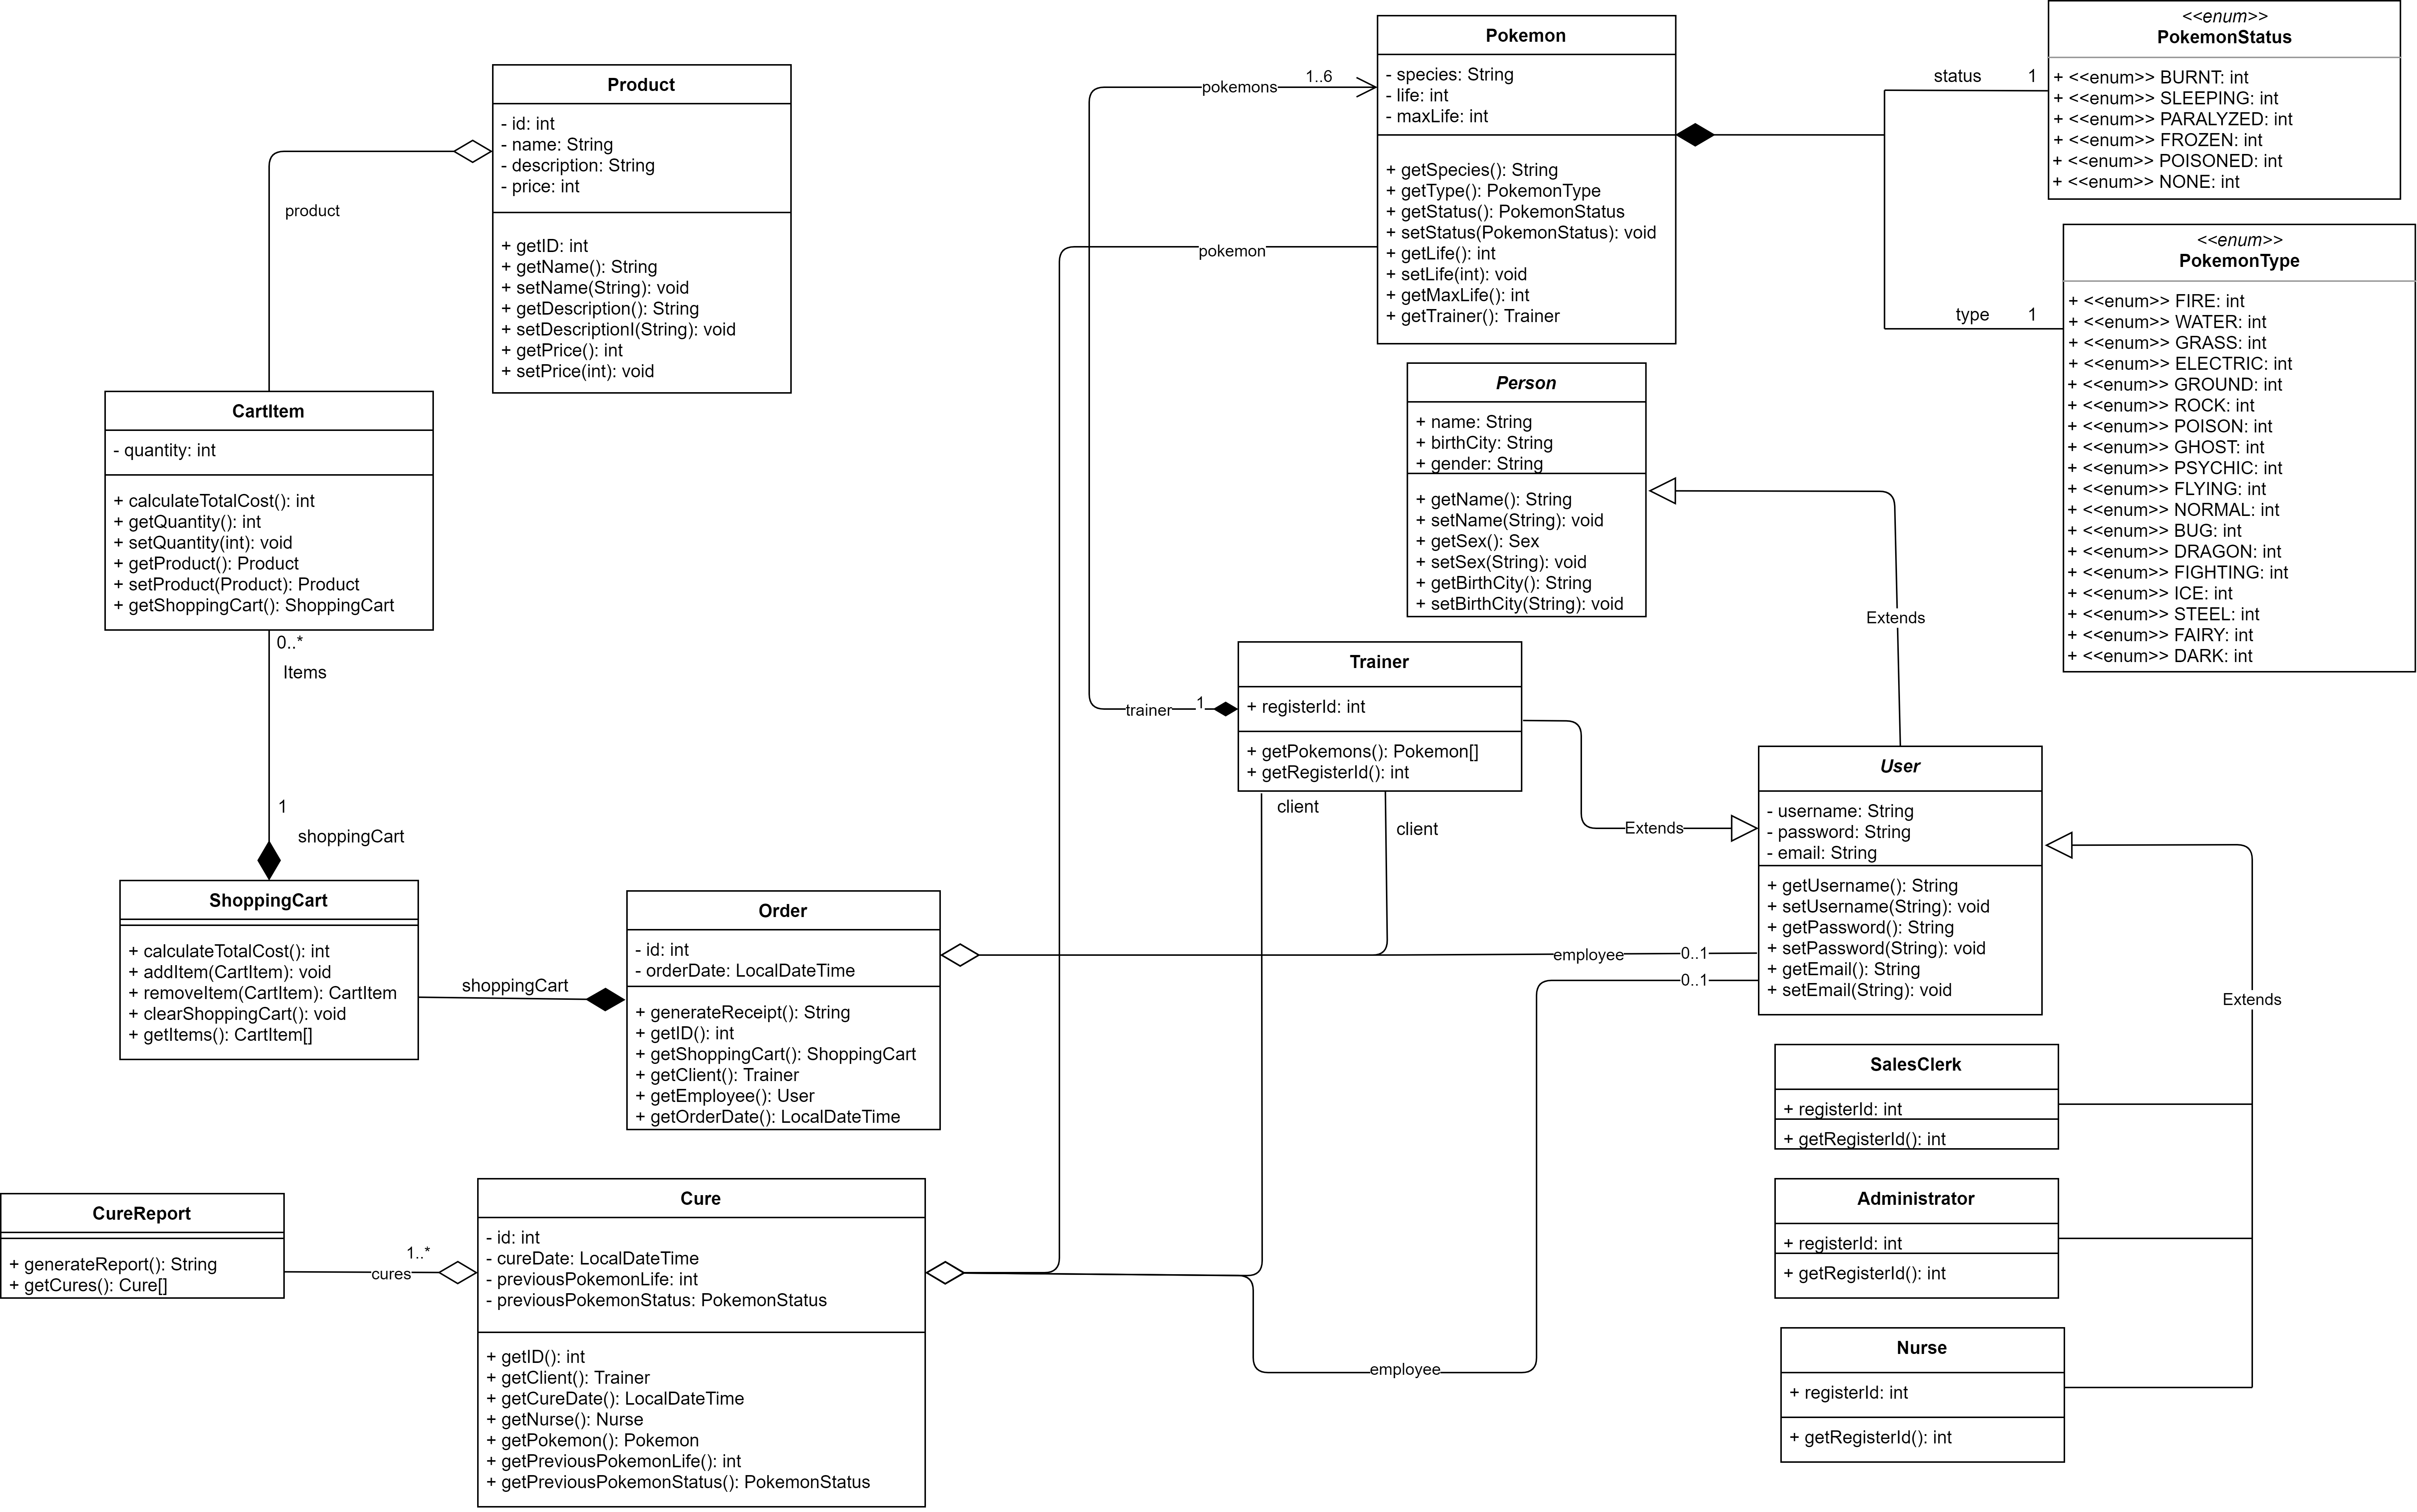 Product
- id: int
- name: String
- description: String
- price: int
+ getID: int
+ getName(): String
+ setName(String): void
+ getDescription(): String
+ setDescriptionI(String): void
+ getPrice(): int
+ setPrice(int): void
product
CartItem
- quantity: int
+ calculateTotalCost(): int
+ getQuantity(): int
+ setQuantity(int): void
+ getProduct(): Product
+ setProduct(Product): Product
+ getShoppingCart(): ShoppingCart
0..*
Items
1
shoppingCart
ShoppingCart
+ calculateTotalCost(): int
+ addItem(CartItem): void
+ removeItem(CartItem): CartItem
+ clearShoppingCart(): void
+ getItems(): CartItem[]
shoppingCart
Order
- id: int
- orderDate: LocalDateTime
+ generateReceipt(): String
+ getID(): int
+ getShoppingCart(): ShoppingCart
+ getClient(): Trainer
+ getEmployee(): User
+ getOrderDate(): LocalDateTime
CureReport
+ generateReport(): String
+ getCures(): Cure[]
1..*
cures
Cure
- id: int
- cureDate: LocalDateTime
- previousPokemonLife: int
- previousPokemonStatus: PokemonStatus
+ getID(): int
+ getClient(): Trainer
+ getCureDate(): LocalDateTime
+ getNurse(): Nurse
+ getPokemon(): Pokemon
+ getPreviousPokemonLife(): int
+ getPreviousPokemonStatus(): PokemonStatus
pokemons
1..6
pokemon
Pokemon
- species: String
- life: int
- maxLife: int
+ getSpecies(): String
+ getType(): PokemonType
+ getStatus(): PokemonStatus
+ setStatus(PokemonStatus): void
+ getLife(): int
+ setLife(int): void
+ getMaxLife(): int
+ getTrainer(): Trainer
status
1
type
1
<<enum>>
PokemonStatus
+ <<enum>> BURNT: int
+ <<enum>> SLEEPING: int
+ <<enum>> PARALYZED: int
+ <<enum>> FROZEN: int
+ <<enum>> POISONED: int
+ <<enum>> NONE: int
<<enum>>
PokemonType
+ <<enum>> FIRE: int
+ <<enum>> WATER: int
+ <<enum>> GRASS: int
+ <<enum>> ELECTRIC: int
+ <<enum>> GROUND: int
+ <<enum>> ROCK: int
+ <<enum>> POISON: int
+ <<enum>> GHOST: int
+ <<enum>> PSYCHIC: int
+ <<enum>> FLYING: int
+ <<enum>> NORMAL: int
+ <<enum>> BUG: int
+ <<enum>> DRAGON: int
+ <<enum>> FIGHTING: int
+ <<enum>> ICE: int
+ <<enum>> STEEL: int
+ <<enum>> FAIRY: int
+ <<enum>> DARK: int
Person
+ name: String
+ birthCity: String
+ gender: String
+ getName(): String
+ setName(String): void
+ getSex(): Sex
+ setSex(String): void
+ getBirthCity(): String
+ setBirthCity(String): void
Extends
trainer
1
Trainer
+ registerId: int
+ getPokemons(): Pokemon[]
+ getRegisterId(): int
client
client
Extends
User
- username: String
- password: String
- email: String
+ getUsername(): String
+ setUsername(String): void
+ getPassword(): String
+ setPassword(String): void
+ getEmail(): String
+ setEmail(String): void
employee
0..1
0..1
employee
Extends
SalesClerk
+ registerId: int
+ getRegisterId(): int
Administrator
+ registerId: int
+ getRegisterId(): int
Nurse
+ registerId: int
+ getRegisterId(): int